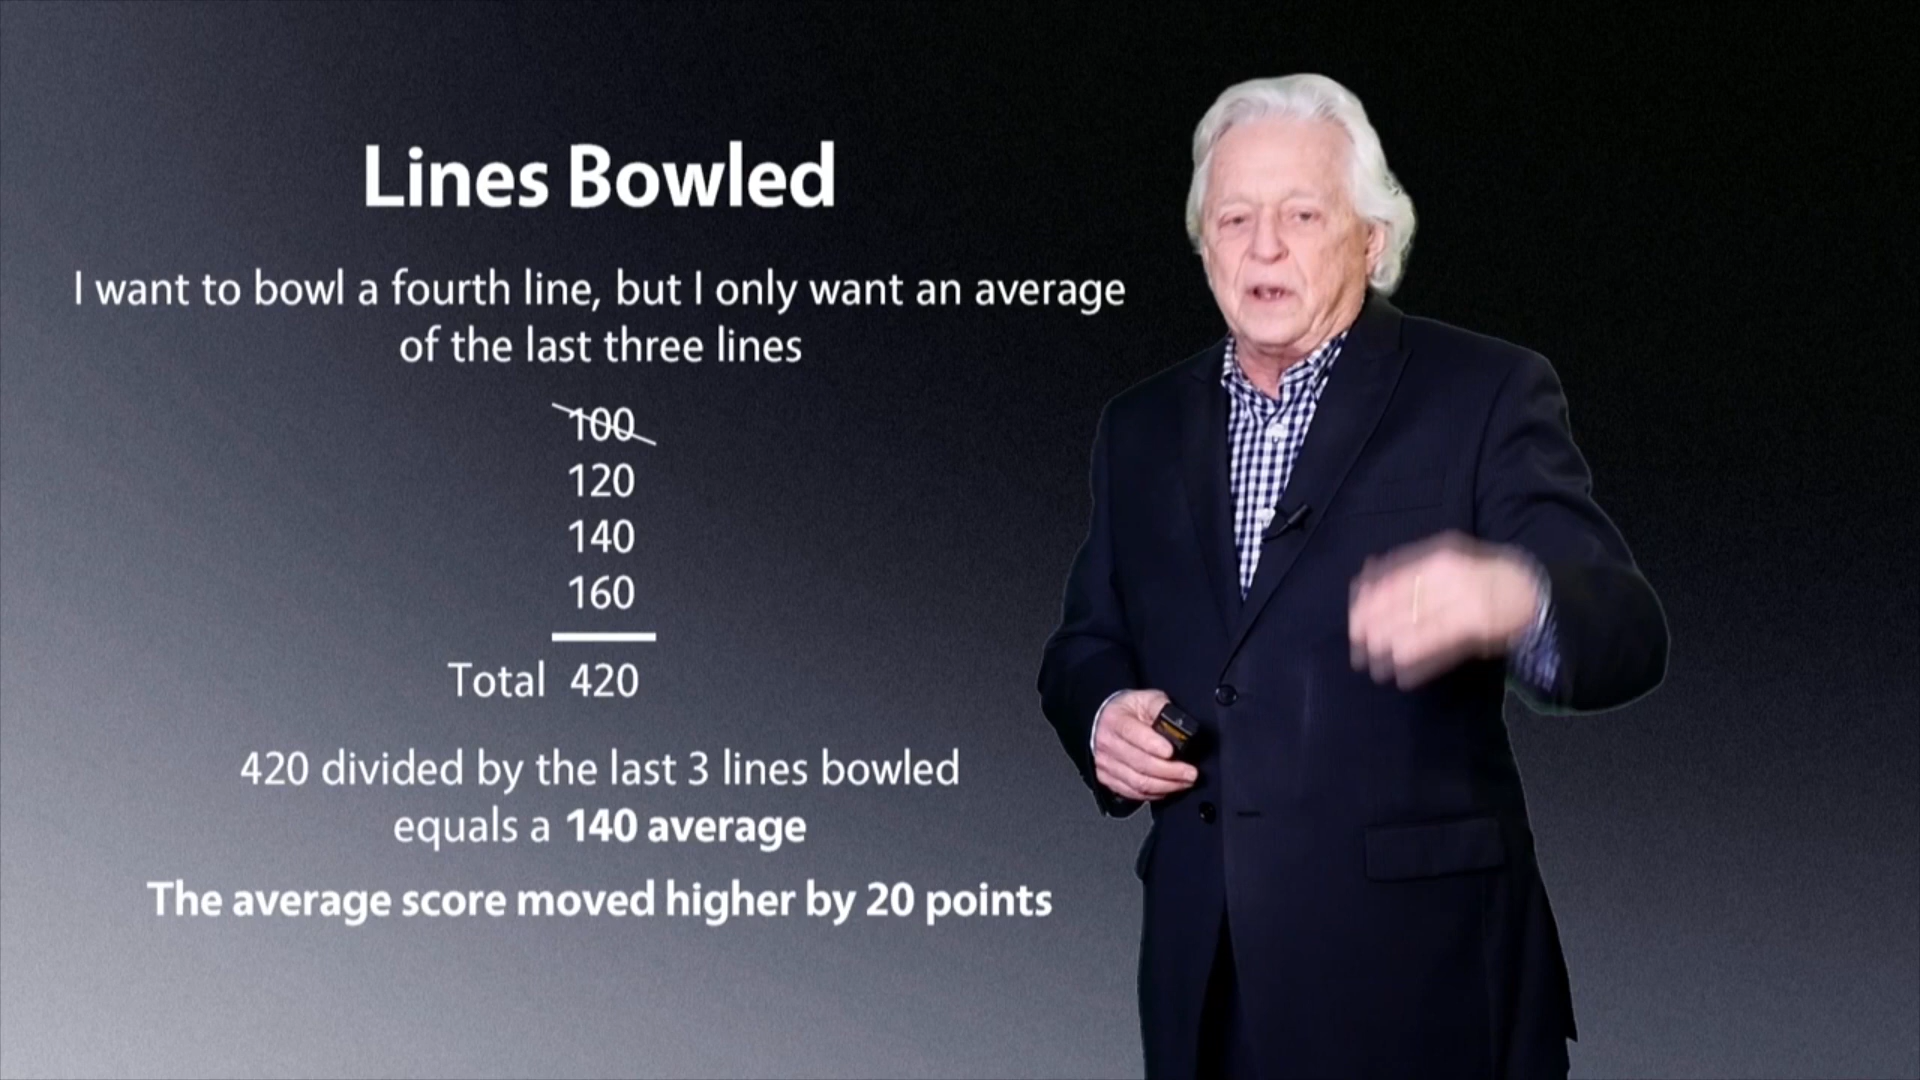 Lines Bowled
I want to bowl a fourth line, but I only want an average
of the last three lines
100
120
140
160
Total 420
420 divided by the last 3 lines bowled
equals a 140 average
The average score moved higher by 20 points